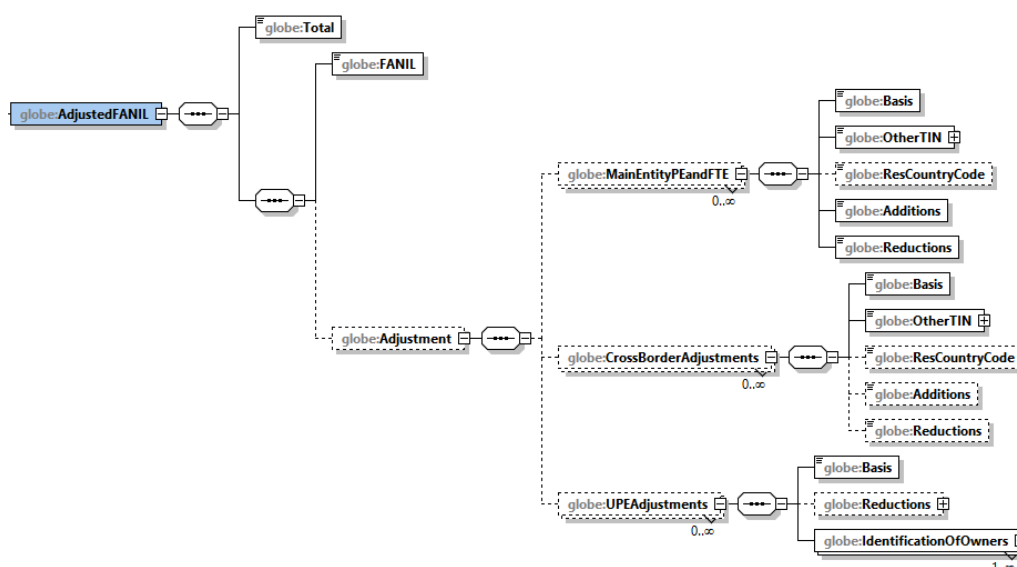 globe:Total
globe:FANIL
globe:AdjustedFANIL
globe:Basis
globe:OtherTIN
globe:MainEntityPEandFTE
0..∞
globe:ResCountryCode
globe:Additions
globe:Reductions
globe:Basis
globe:OtherTIN
globe:Adjustment
globe:CrossBorderAdjustments
0..∞
globe:ResCountryCode
globe:Additions
globe:Reductions
globe:Basis
globe:UPEAdjustments
0..∞
globe:Reductions
globe:IdentificationOfOwners
1..∞